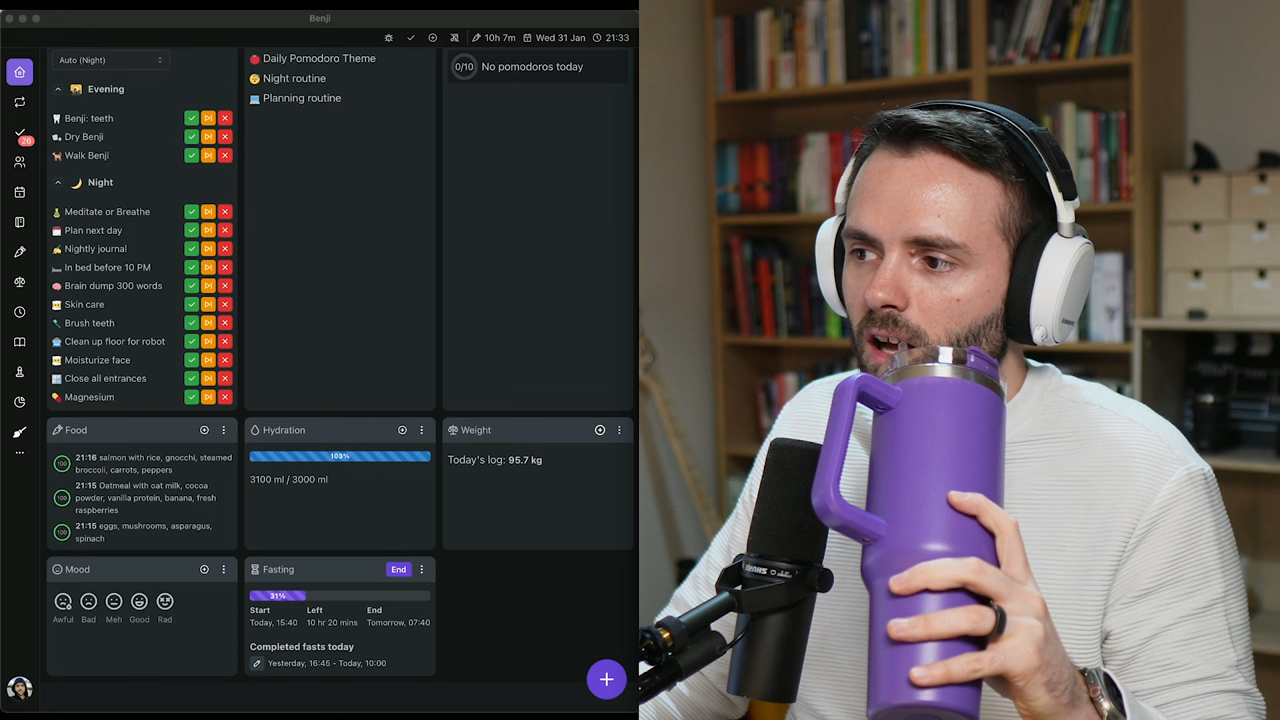 Benji
10h 7m
Wed 31 Jan
21:33
26
Auto (Night)
Evening
Benji: teeth
Dry Benji
Walk Benji
Night
Meditate or Breathe
Plan next day
Nightly journal
In bed before 10 PM
Brain dump 300 words
Skin care
Brush teeth
Clean up floor for robot
Moisturize face
Close all entrances
Magnesium
Daily Pomodoro Theme
Night routine
Planning routine
0/10 No pomodoros today
Food
100 21:16 salmon with rice, gnocchi, steamed
broccoli, carrots, peppers
100 21:15 Oatmeal with oat milk, cocoa
powder, vanilla protein, banana, fresh
raspberries
100 21:15 eggs, mushrooms, asparagus,
spinach
Hydration
103%
3100 ml / 3000 ml
Weight
Today's log: 95.7 kg
Mood
Awful Bad Meh Good Rad
Fasting End
31%
Start Left End
Today, 15:40 10 hr 20 mins Tomorrow, 07:40
Completed fasts today
Yesterday, 16:45 - Today, 10:00
SHURE